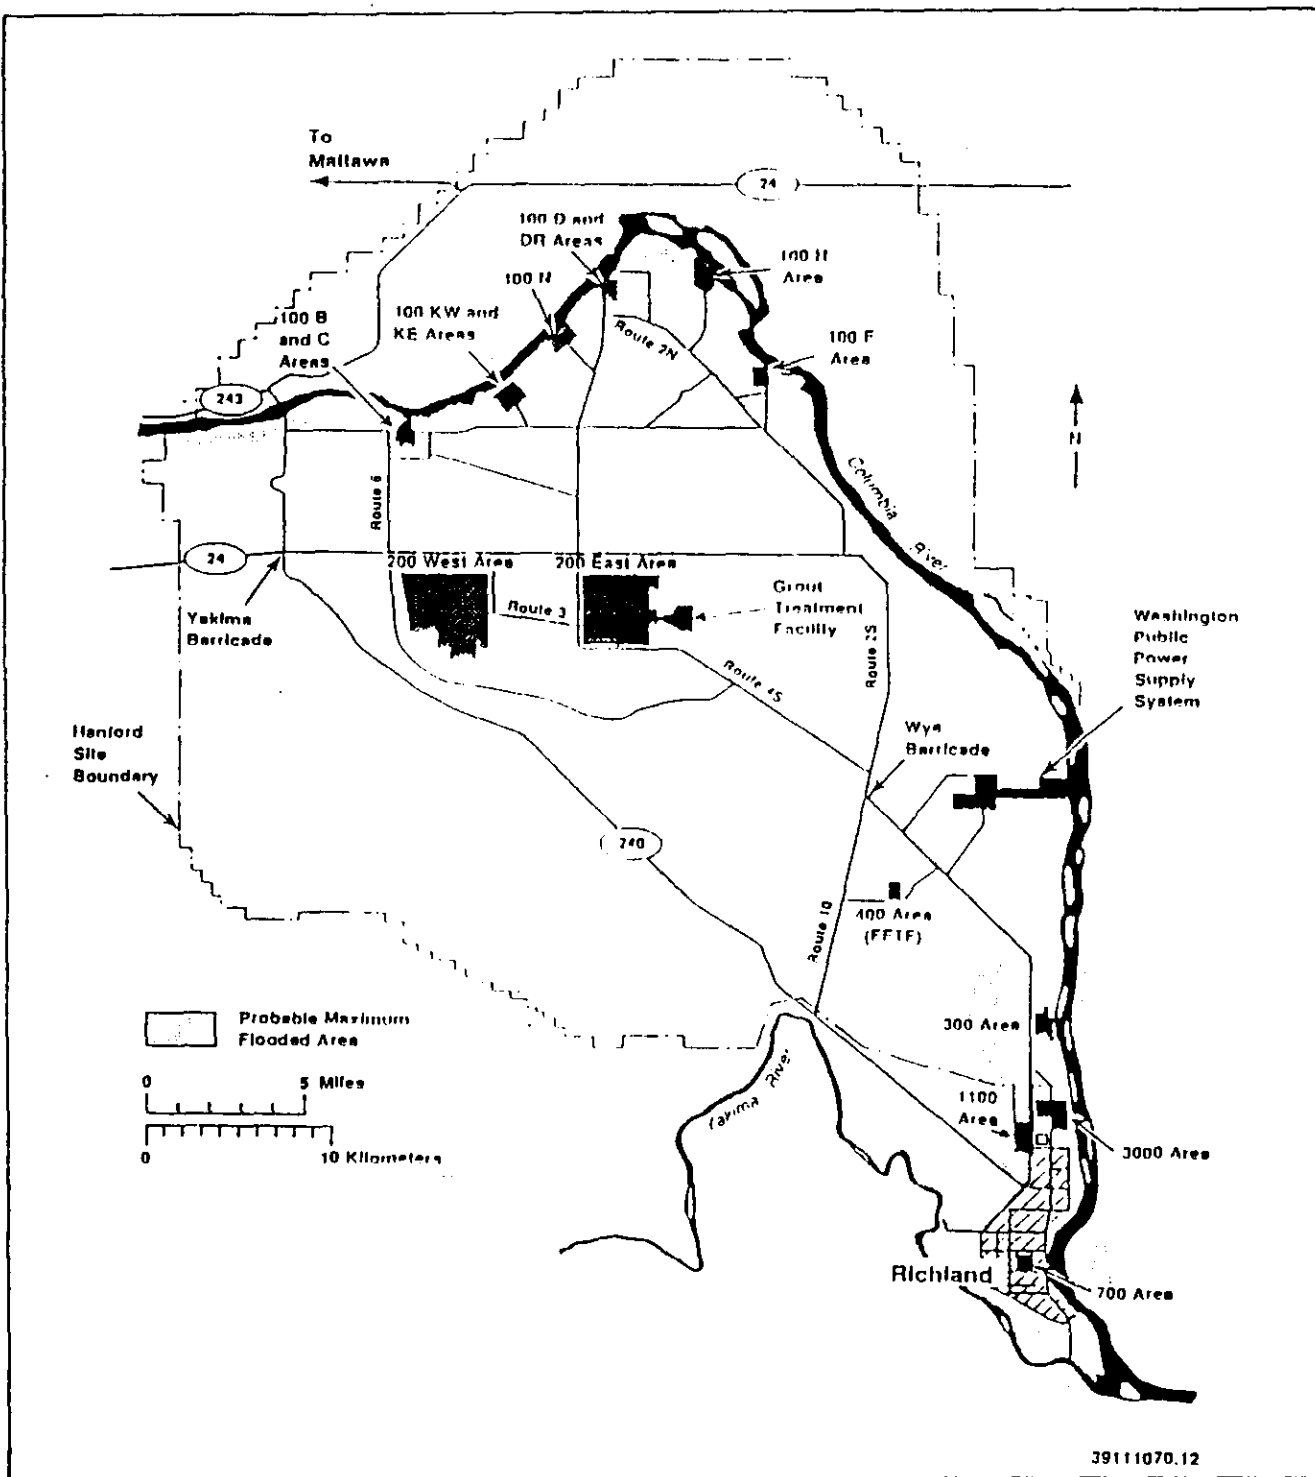 To
Mattawa
24
100 D and
DR Areas
100 H
Area
100 N
100 KW and
KE Areas
100 B
and C
Areas
Route 2N
100 F
Area
243
N
Columbia
River
Route 6
24
200 West Area
200 East Area
Route 3
Grout
Treatment
Facility
Yakima
Barricade
Route 2S
Washington
Public
Power
Supply
System
Route 4S
Wye
Barricade
Hanford
Site
Boundary
240
400 Area
(FFTF)
Route 10
Probable Maximum
Flooded Area
300 Area
0 5 Miles
Yakima River
1100
Area
0 10 Kilometers
3000 Area
Richland
700 Area
39111070.12